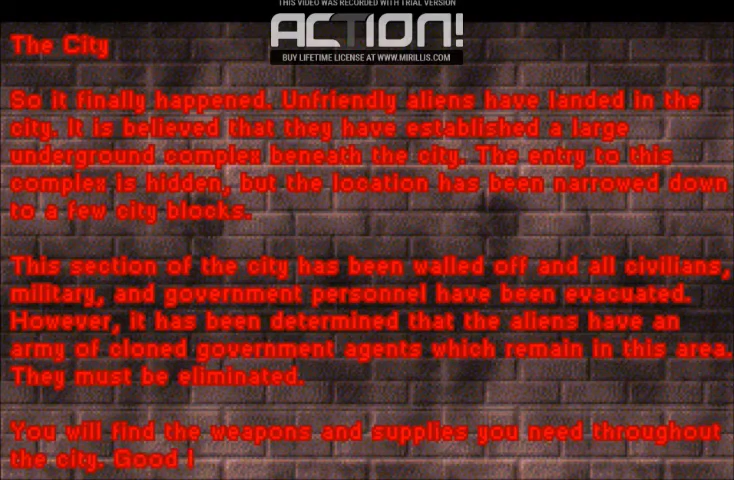 THIS VIDEO WAS RECORDED WITH TRIAL VERSION
ACTION!
BUY LIFETIME LICENSE AT WWW.MIRILLIS.COM
The City
So it finally happened. Unfriendly aliens have landed in the
city. It is believed that they have established a large
underground complex beneath the city. The entry to this
complex is hidden, but the location has been narrowed down
to a few city blocks.
This section of the city has been walled off and all civilians,
military, and government personnel have been evacuated.
However, it has been determined that the aliens have an
army of cloned government agents which remain in this area.
They must be eliminated.
You will find the weapons and supplies you need throughout
the city. Good l